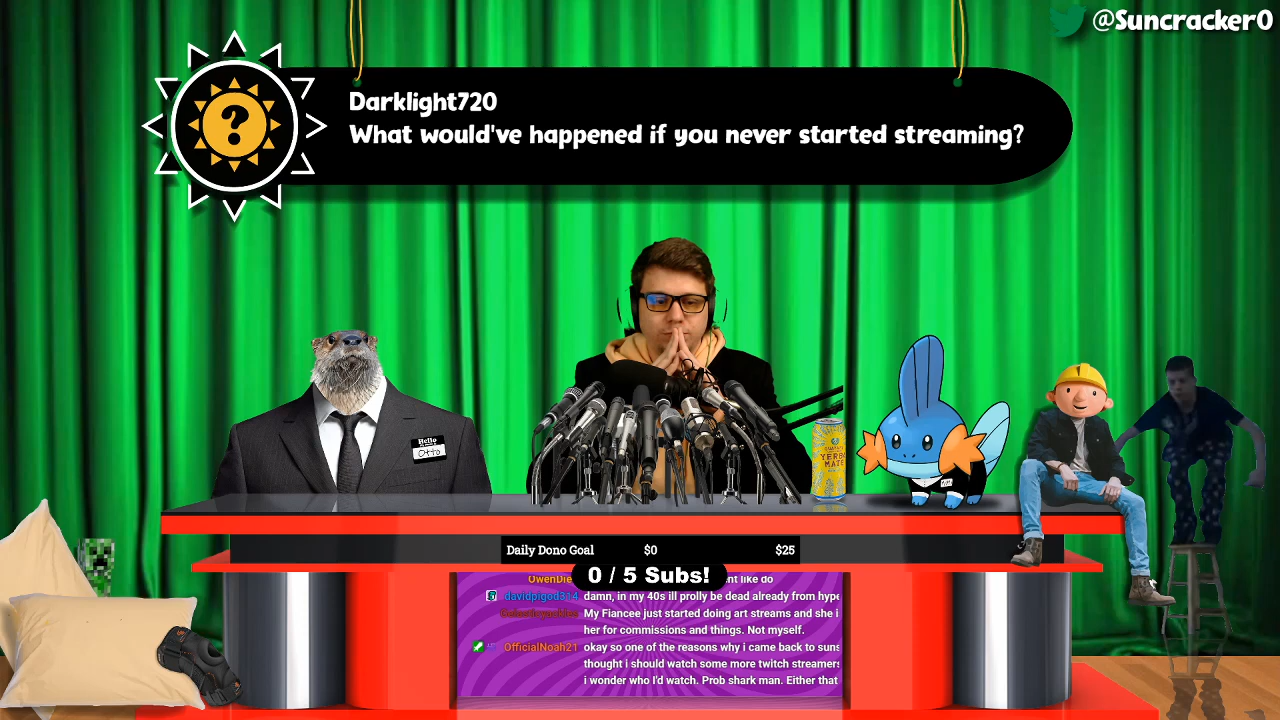 @Suncracker0
?
Darklight720
What would've happened if you never started streaming?
Hello
Otto
YERBA
MATE
Daily Dono Goal $0 $25
0 / 5 Subs!
OwenDie nt like do
davidpigod314 damn, in my 40s ill prolly be dead already from hype
My Fiancee just started doing art streams and she i
her for commissions and things. Not myself.
OfficialNoah21 okay so one of the reasons why i came back to suns
thought i should watch some more twitch streamers
i wonder who I'd watch. Prob shark man. Either that